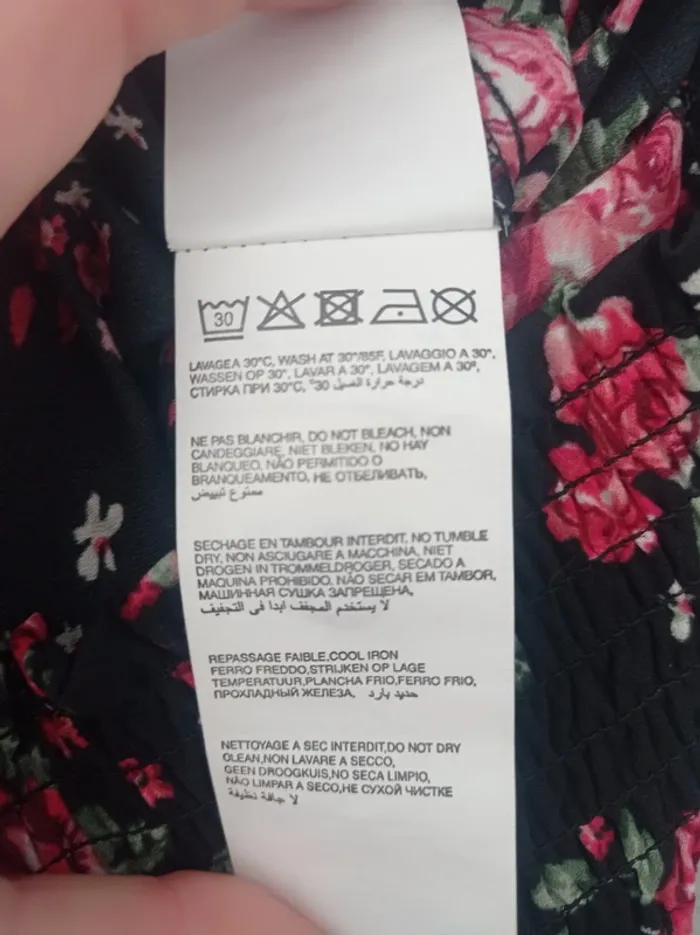 30
LAVAGE A 30°C, WASH AT 30°/85F, LAVAGGIO A 30°,
WASSEN OP 30°, LAVAR A 30°, LAVAGEM A 30º,
СТИРКА ПРИ 30°C, درجة حرارة الغسيل 30°
NE PAS BLANCHIR, DO NOT BLEACH, NON
CANDEGGIARE, NIET BLEKEN, NO HAY
BLANQUEO, NÃO PERMITIDO O
BRANQUEAMENTO, НЕ ОТБЕЛИВАТЬ,
ممنوع تبييض
SECHAGE EN TAMBOUR INTERDIT, NO TUMBLE
DRY, NON ASCIUGARE A MACCHINA, NIET
DROGEN IN TROMMELDROGER, SECADO A
MAQUINA PROHIBIDO, NÃO SECAR EM TAMBOR,
МАШИННАЯ СУШКА ЗАПРЕЩЕНА,
لا يستخدم المجفف ابدا في التجفيف
REPASSAGE FAIBLE,COOL IRON
FERRO FREDDO,STRIJKEN OP LAGE
TEMPERATUUR,PLANCHA FRIO,FERRO FRIO,
ПРОХЛАДНЫЙ ЖЕЛЕЗА, حديد بارد
NETTOYAGE A SEC INTERDIT,DO NOT DRY
CLEAN,NON LAVARE A SECCO,
GEEN DROOGKUIS,NO SECA LIMPIO,
NÃO LIMPAR A SECO,НЕ СУХОЙ ЧИСТКЕ
لا جافة نظيفة